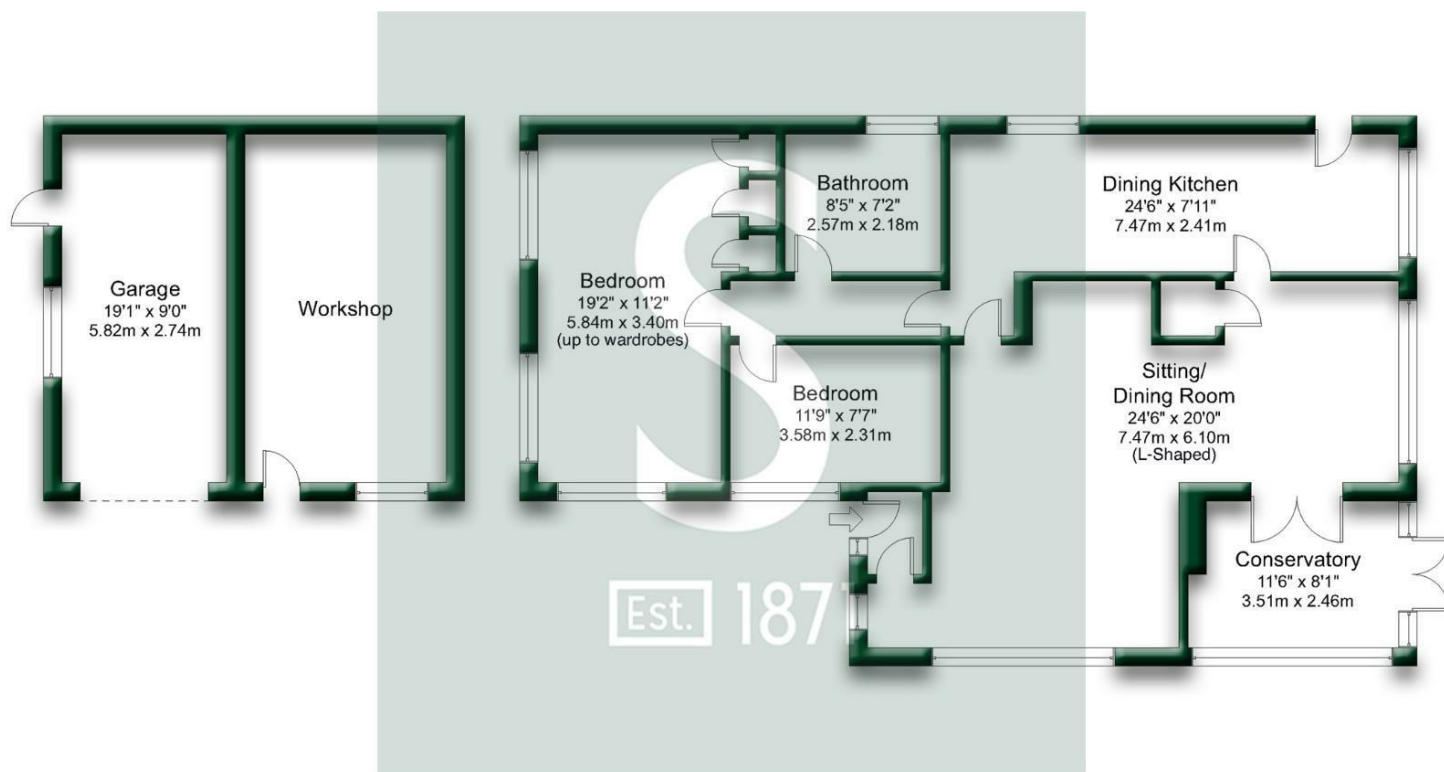 Garage
19'1" x 9'0"
5.82m x 2.74m
Workshop
Bedroom
19'2" x 11'2"
5.84m x 3.40m
(up to wardrobes)
Bathroom
8'5" x 7'2"
2.57m x 2.18m
Bedroom
11'9" x 7'7"
3.58m x 2.31m
Dining Kitchen
24'6" x 7'11"
7.47m x 2.41m
Sitting/
Dining Room
24'6" x 20'0"
7.47m x 6.10m
(L-Shaped)
Conservatory
11'6" x 8'1"
3.51m x 2.46m
S
Est. 187